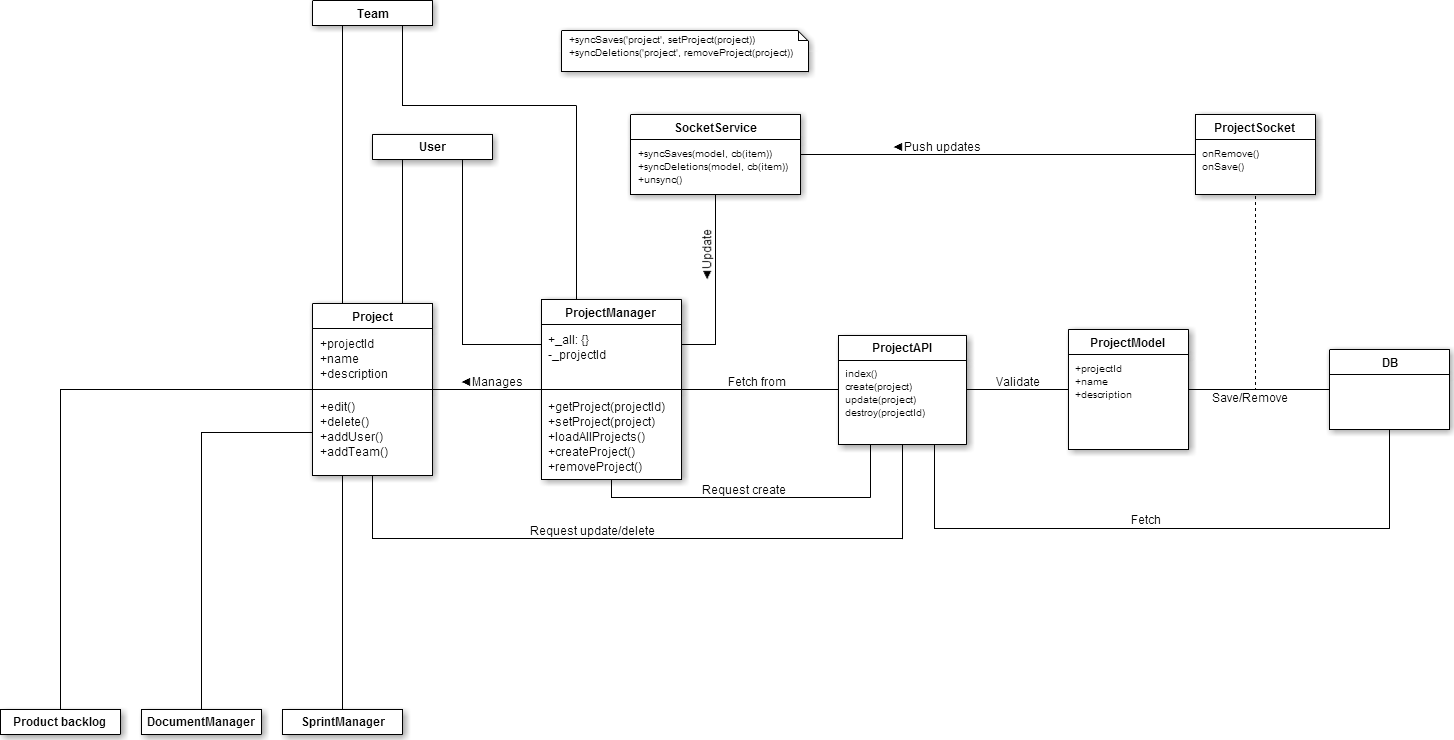 Team
+syncSaves('project', setProject(project))
+syncDeletions('project', removeProject(project))
User
SocketService
+syncSaves(model, cb(item))
+syncDeletions(model, cb(item))
+unsync()
◀Push updates
ProjectSocket
onRemove()
onSave()
◀Update
Project
+projectId
+name
+description
+edit()
+delete()
+addUser()
+addTeam()
◀Manages
ProjectManager
+_all: {}
-_projectId
+getProject(projectId)
+setProject(project)
+loadAllProjects()
+createProject()
+removeProject()
Fetch from
ProjectAPI
index()
create(project)
update(project)
destroy(projectId)
Validate
ProjectModel
+projectId
+name
+description
Save/Remove
DB
Request create
Request update/delete
Fetch
Product backlog
DocumentManager
SprintManager